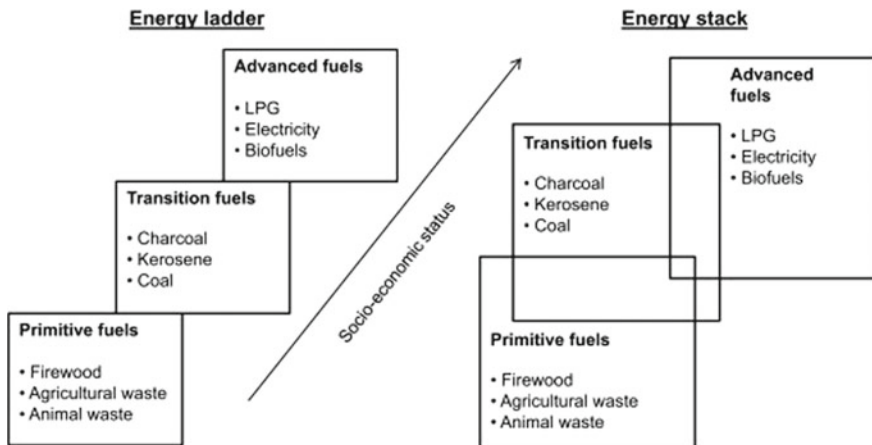 Energy ladder
Advanced fuels
• LPG
• Electricity
• Biofuels
Transition fuels
• Charcoal
• Kerosene
• Coal
Primitive fuels
• Firewood
• Agricultural waste
• Animal waste
Socio-economic status
Energy stack
Advanced
fuels
• LPG
• Electricity
• Biofuels
Transition fuels
• Charcoal
• Kerosene
• Coal
Primitive fuels
• Firewood
• Agricultural waste
• Animal waste